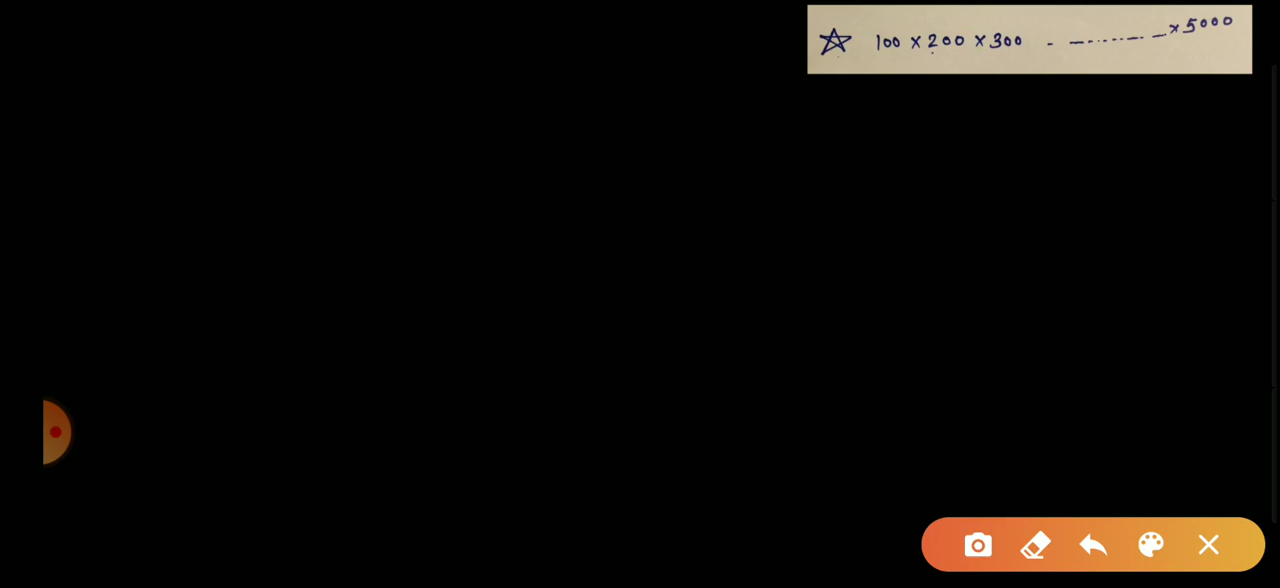 ☆ 100 × 200 × 300 - --------- × 5000